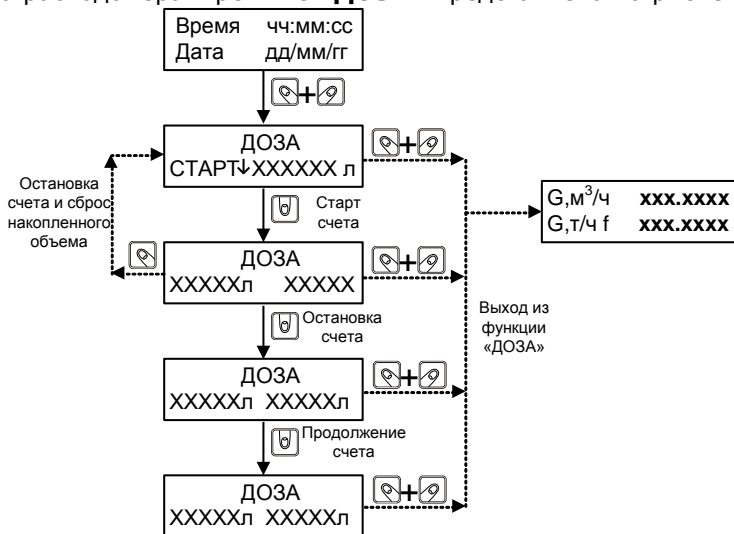 Время чч:мм:сс
Дата дд/мм/гг
+
ДОЗА
СТАРТ↓XXXXXX л
+
Остановка
счета и сброс
накопленного
объема
Старт
счета
G,м³/ч xxx.xxxx
G,т/ч f xxx.xxxx
ДОЗА
XXXXXл XXXXX
+
Остановка
счета
Выход из
функции
«ДОЗА»
ДОЗА
XXXXXл XXXXXл
+
Продолжение
счета
ДОЗА
XXXXXл XXXXXл
+